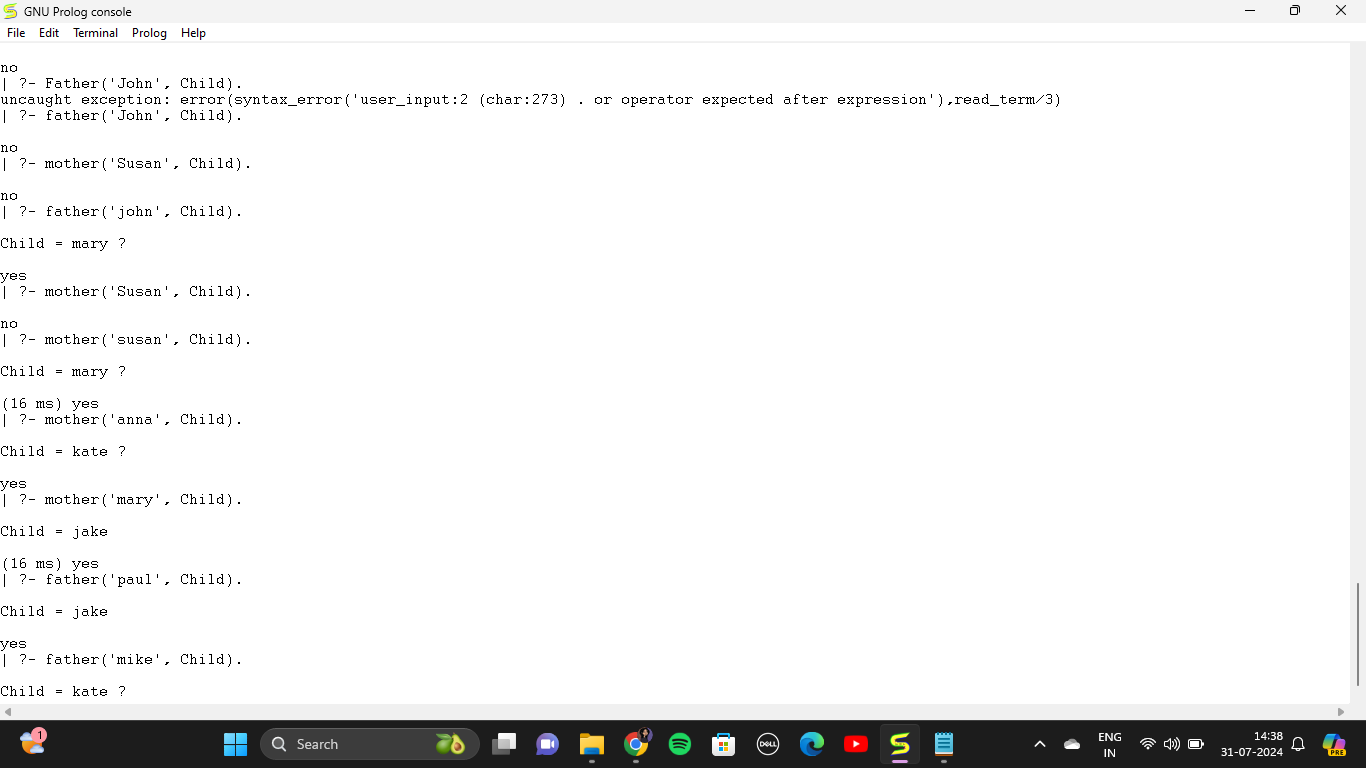 GNU Prolog console
File Edit Terminal Prolog Help
no
| ?- Father('John', Child).
uncaught exception: error(syntax_error('user_input:2 (char:273) . or operator expected after expression'),read_term/3)
| ?- father('John', Child).
no
| ?- mother('Susan', Child).
no
| ?- father('john', Child).
Child = mary ?
yes
| ?- mother('Susan', Child).
no
| ?- mother('susan', Child).
Child = mary ?
(16 ms) yes
| ?- mother('anna', Child).
Child = kate ?
yes
| ?- mother('mary', Child).
Child = jake
(16 ms) yes
| ?- father('paul', Child).
Child = jake
yes
| ?- father('mike', Child).
Child = kate ?
1
Search
DELL
ENG
IN
14:38
31-07-2024
PRE